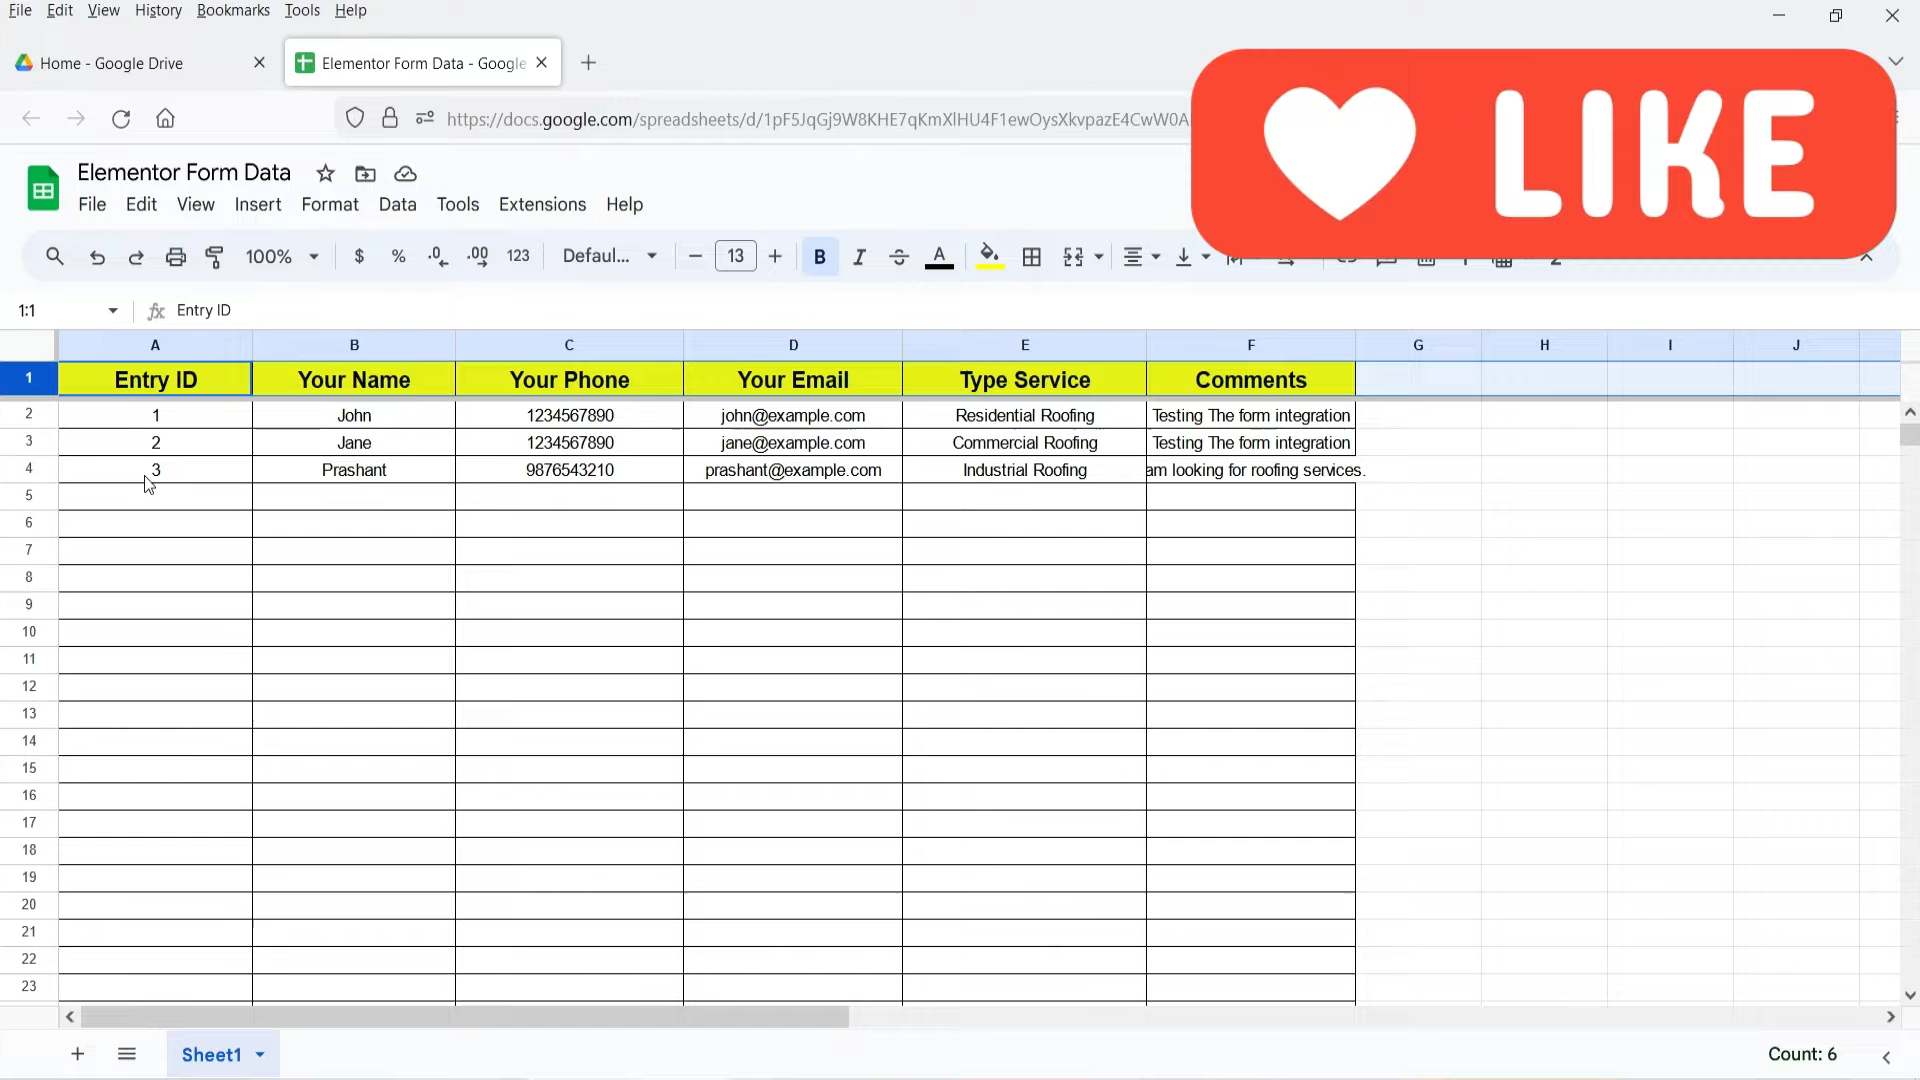 File Edit View History Bookmarks Tools Help
Home - Google Drive
Elementor Form Data - Google
https://docs.google.com/spreadsheets/d/
LIKE
Elementor Form Data
File Edit View Insert Format Data Tools Extensions Help
100% $ % .0 .00 123 Defaul... 13 B I A
1:1 fx Entry ID
A B C D E F G H I J
1 Entry ID Your Name Your Phone Your Email Type Service Comments
2 1 John 1234567890 john@example.com Residential Roofing Testing The form integration
3 2 Jane 1234567890 jane@example.com Commercial Roofing Testing The form integration
4 3 Prashant 9876543210 prashant@example.com Industrial Roofing am looking for roofing services.
5
6
7
8
9
10
11
12
13
14
15
16
17
18
19
20
21
22
23
Sheet1
Count: 6